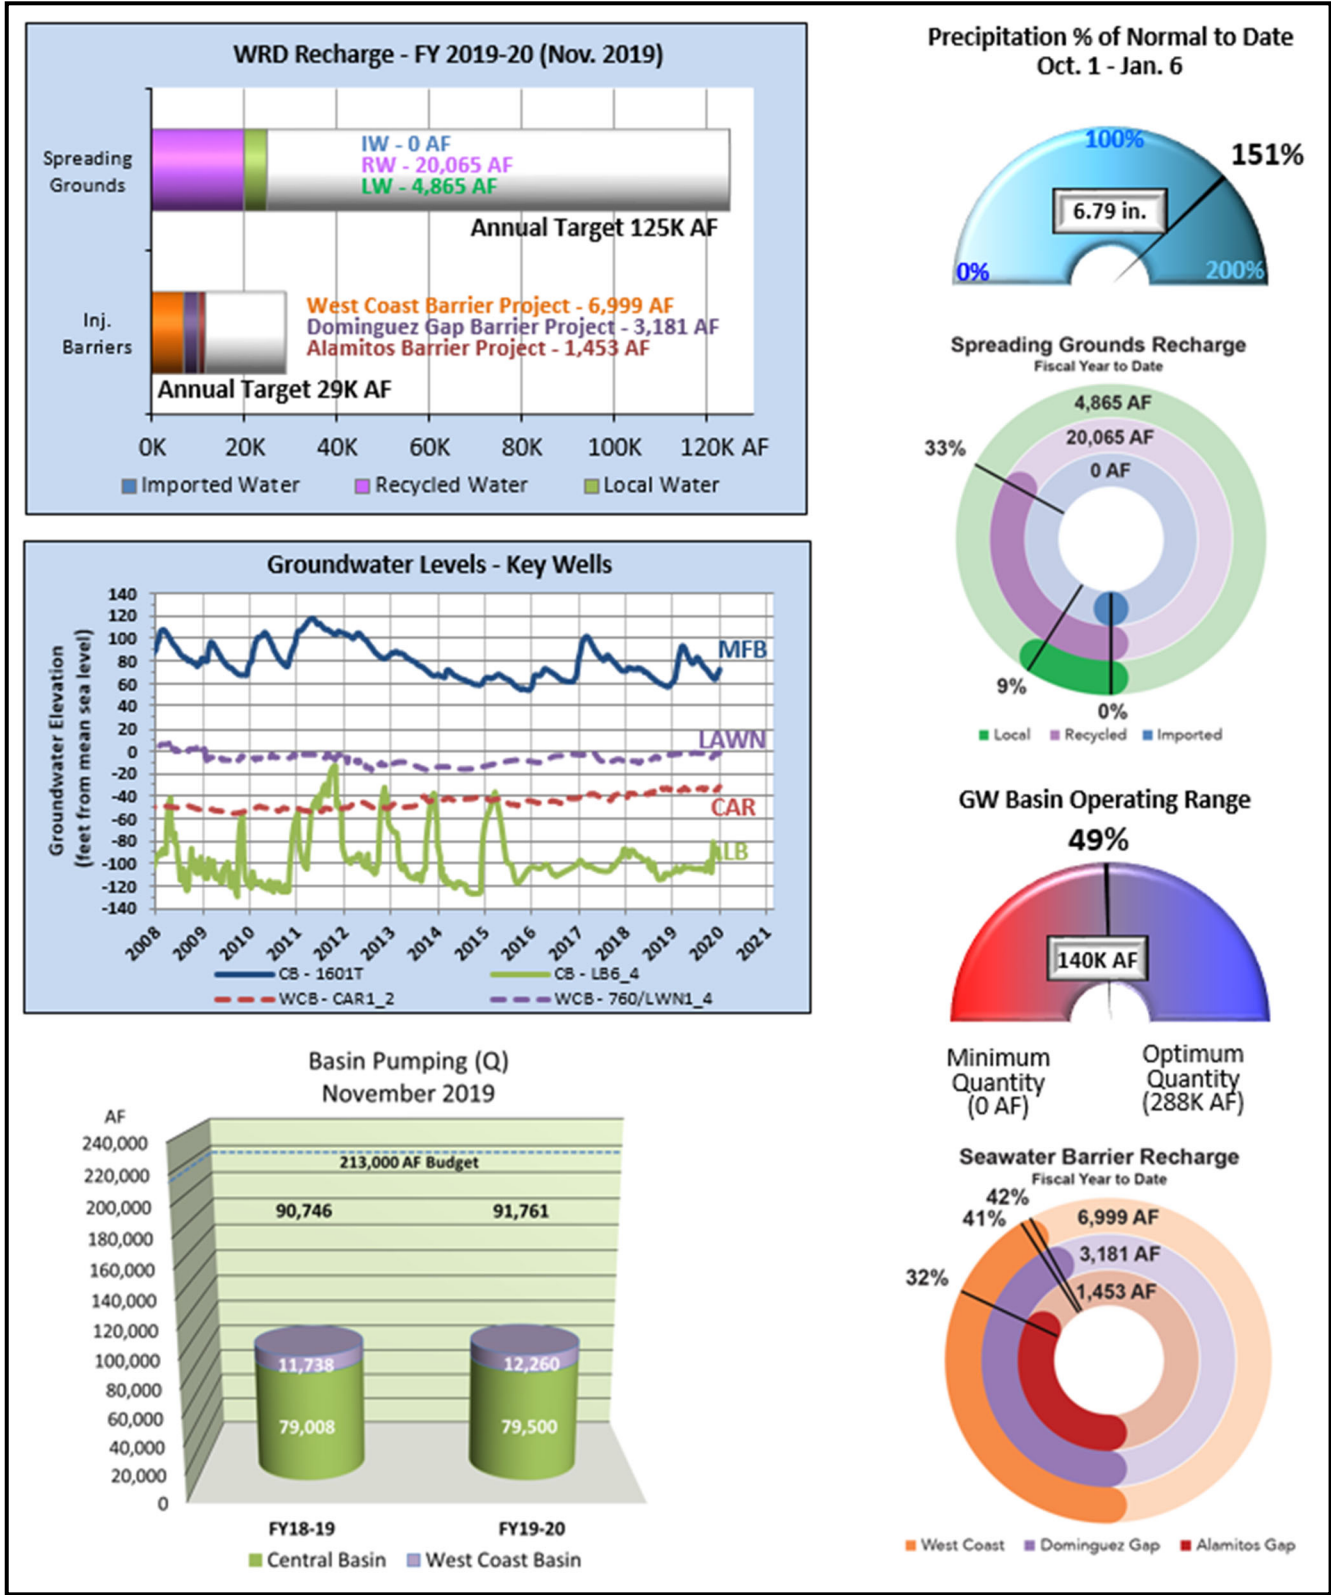 WRD Recharge - FY 2019-20 (Nov. 2019)
Spreading
Grounds
IW - 0 AF
RW - 20,065 AF
LW - 4,865 AF
Annual Target 125K AF
Inj.
Barriers
West Coast Barrier Project - 6,999 AF
Dominguez Gap Barrier Project - 3,181 AF
Alamitos Barrier Project - 1,453 AF
Annual Target 29K AF
0K 20K 40K 60K 80K 100K 120K AF
Imported Water Recycled Water Local Water
Groundwater Levels - Key Wells
Groundwater Elevation
(feet from mean sea level)
140
120
100
80
60
40
20
0
-20
-40
-60
-80
-100
-120
-140
MFB
LAWN
CAR
LB
2008 2009 2010 2011 2012 2013 2014 2015 2016 2017 2018 2019 2020 2021
CB - 1601T CB - LB6_4
WCB - CAR1_2 WCB - 760/LWN1_4
Basin Pumping (Q)
November 2019
AF
240,000
220,000
200,000
180,000
160,000
140,000
120,000
100,000
80,000
60,000
40,000
20,000
0
213,000 AF Budget
90,746 91,761
11,738 12,260
79,008 79,500
FY18-19 FY19-20
Central Basin West Coast Basin
Precipitation % of Normal to Date
Oct. 1 - Jan. 6
100%
151%
6.79 in.
0% 200%
Spreading Grounds Recharge
Fiscal Year to Date
4,865 AF
20,065 AF
0 AF
33%
9%
0%
Local Recycled Imported
GW Basin Operating Range
49%
140K AF
Minimum
Quantity
(0 AF)
Optimum
Quantity
(288K AF)
Seawater Barrier Recharge
Fiscal Year to Date
42%
41%
32%
6,999 AF
3,181 AF
1,453 AF
West Coast Dominguez Gap Alamitos Gap